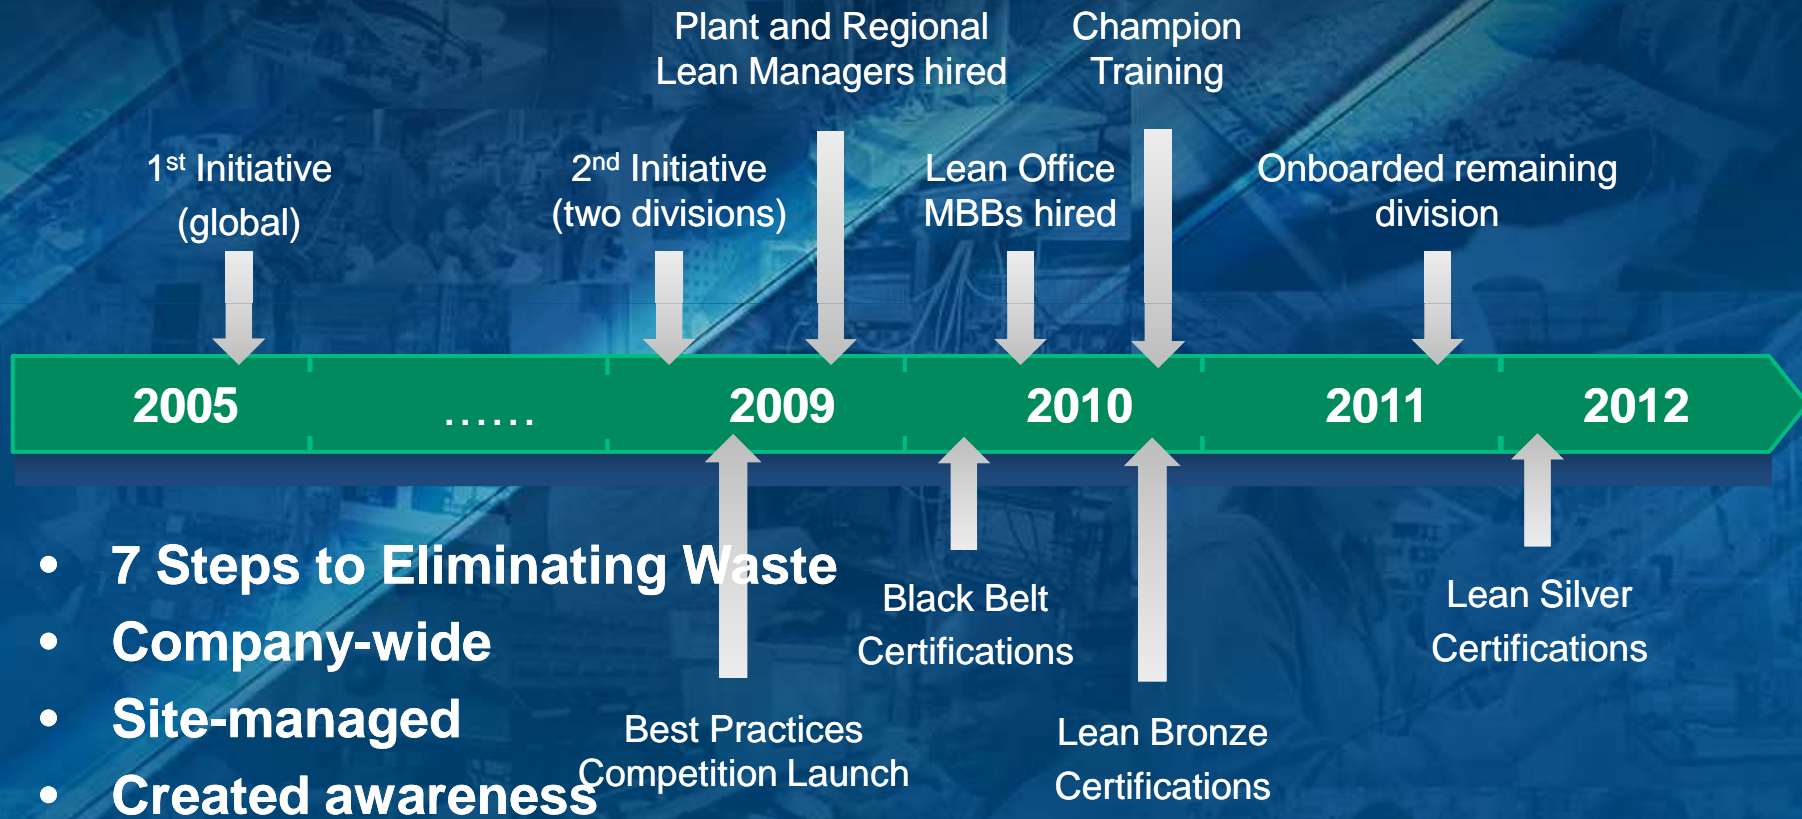 Plant and Regional
Lean Managers hired
Champion
Training
1st Initiative
(global)
2nd Initiative
(two divisions)
Lean Office
MBBs hired
Onboarded remaining
division
2005
......
2009
2010
2011
2012
• 7 Steps to Eliminating Waste
• Company-wide
• Site-managed
• Created awareness
Best Practices
Competition Launch
Black Belt
Certifications
Lean Bronze
Certifications
Lean Silver
Certifications